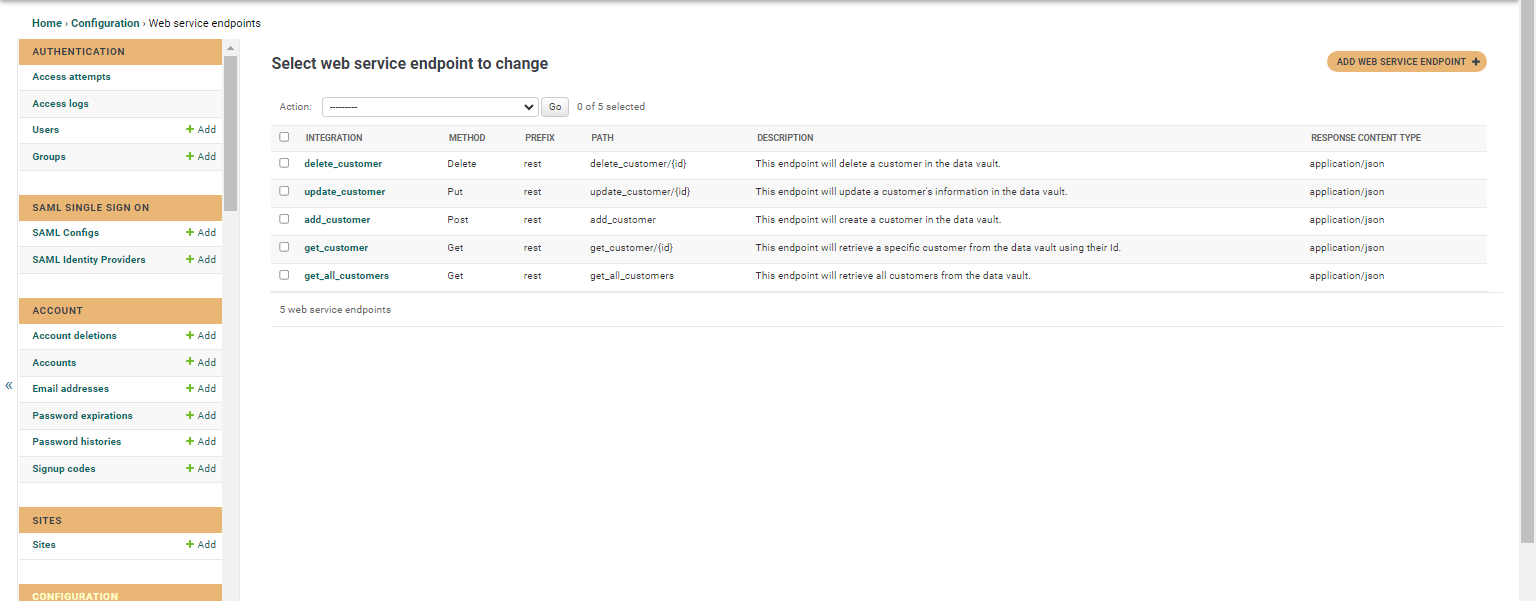 Home › Configuration › Web service endpoints
AUTHENTICATION
Access attempts
Access logs
Users + Add
Groups + Add
SAML SINGLE SIGN ON
SAML Configs + Add
SAML Identity Providers + Add
ACCOUNT
Account deletions + Add
Accounts + Add
Email addresses + Add
Password expirations + Add
Password histories + Add
Signup codes + Add
SITES
Sites + Add
CONFIGURATION
«
Select web service endpoint to change
ADD WEB SERVICE ENDPOINT +
Action: --------- Go 0 of 5 selected
INTEGRATION METHOD PREFIX PATH DESCRIPTION RESPONSE CONTENT TYPE
delete_customer Delete rest delete_customer/{id} This endpoint will delete a customer in the data vault. application/json
update_customer Put rest update_customer/{id} This endpoint will update a customer's information in the data vault. application/json
add_customer Post rest add_customer This endpoint will create a customer in the data vault. application/json
get_customer Get rest get_customer/{id} This endpoint will retrieve a specific customer from the data vault using their Id. application/json
get_all_customers Get rest get_all_customers This endpoint will retrieve all customers from the data vault. application/json
5 web service endpoints